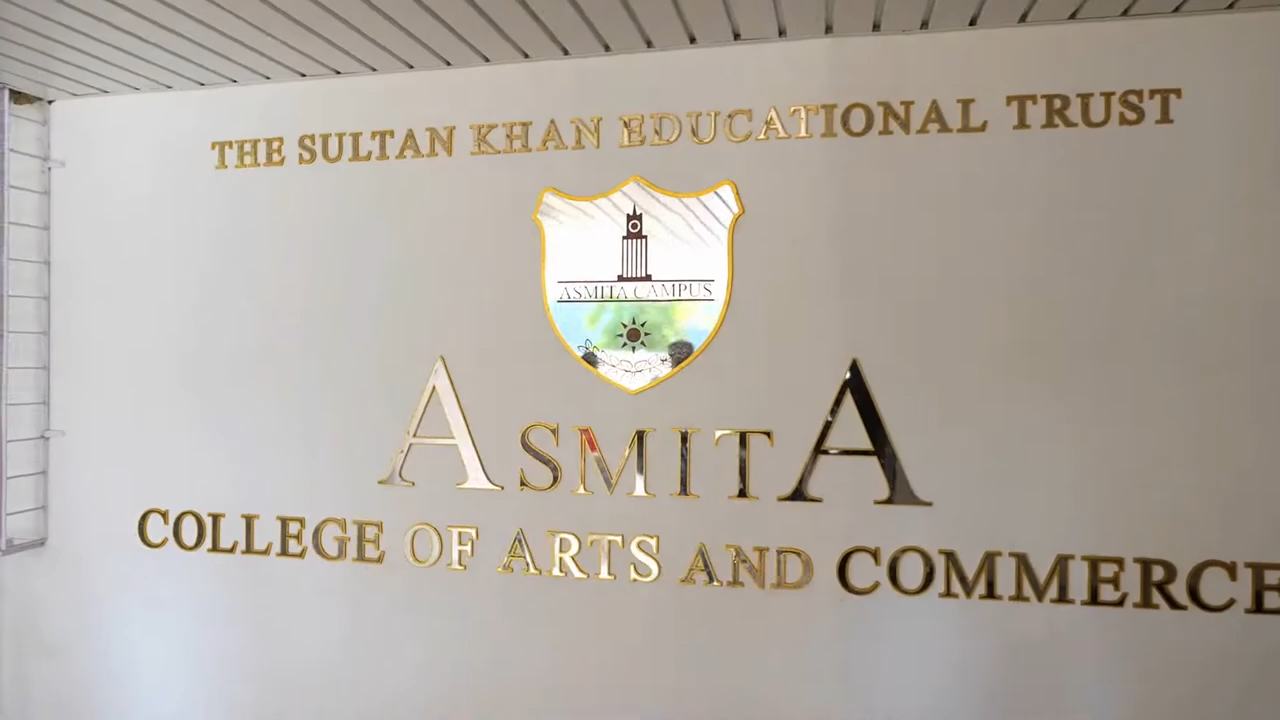 THE SULTAN KHAN EDUCATIONAL TRUST
ASMITA CAMPUS
ASMITA
COLLEGE OF ARTS AND COMMERCE